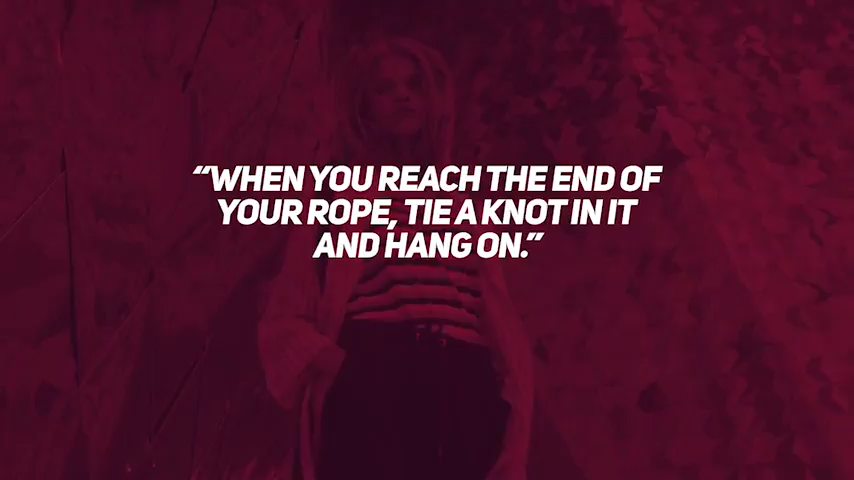 “WHEN YOU REACH THE END OF
YOUR ROPE, TIE A KNOT IN IT
AND HANG ON.”